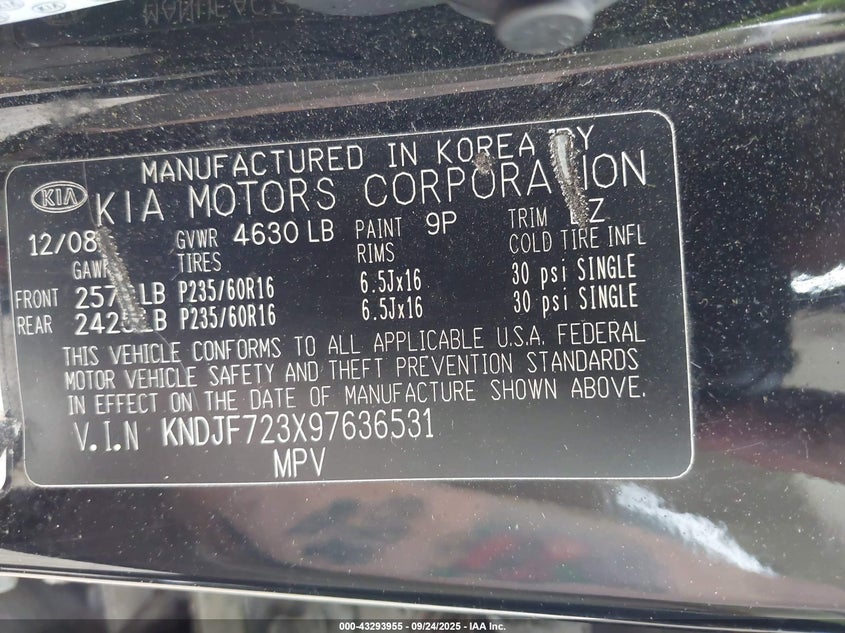 MANUFACTURED IN KOREA BY
KIA KIA MOTORS CORPORATION
12/08 GVWR 4630 LB PAINT 9P TRIM
GAWR TIRES RIMS COLD TIRE INFL
FRONT LB P235/60R16 6.5Jx16 30 psi SINGLE
REAR P235/60R16 6.5Jx16 30 psi SINGLE
THIS VEHICLE CONFORMS TO ALL APPLICABLE U.S.A. FEDERAL
MOTOR VEHICLE SAFETY AND THEFT PREVENTION STANDARDS
IN EFFECT ON THE DATE OF MANUFACTURE SHOWN ABOVE.
V.I.N KNDJF723X97636531
MPV
000-43293955 - 09/24/2025 - IAA Inc.